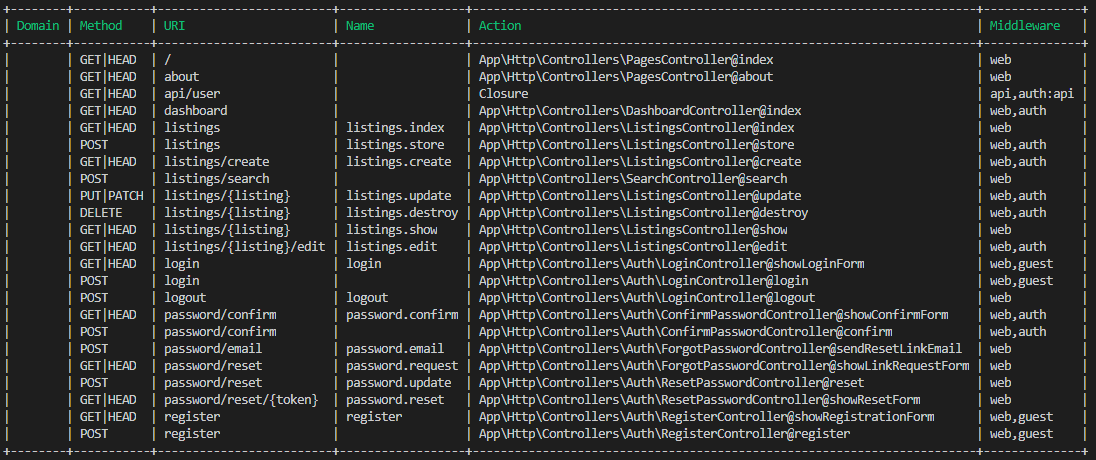 +--------+-----------+------------------------+------------------+------------------------------------------------------------------------+--------------+
| Domain | Method    | URI                    | Name             | Action                                                                 | Middleware   |
+--------+-----------+------------------------+------------------+------------------------------------------------------------------------+--------------+
|        | GET|HEAD  | /                      |                  | App\Http\Controllers\PagesController@index                             | web          |
|        | GET|HEAD  | about                  |                  | App\Http\Controllers\PagesController@about                             | web          |
|        | GET|HEAD  | api/user               |                  | Closure                                                                | api,auth:api |
|        | GET|HEAD  | dashboard              |                  | App\Http\Controllers\DashboardController@index                         | web,auth     |
|        | GET|HEAD  | listings               | listings.index   | App\Http\Controllers\ListingsController@index                          | web          |
|        | POST      | listings               | listings.store   | App\Http\Controllers\ListingsController@store                          | web,auth     |
|        | GET|HEAD  | listings/create        | listings.create  | App\Http\Controllers\ListingsController@create                         | web,auth     |
|        | POST      | listings/search        |                  | App\Http\Controllers\SearchController@search                           | web          |
|        | PUT|PATCH | listings/{listing}     | listings.update  | App\Http\Controllers\ListingsController@update                         | web,auth     |
|        | DELETE    | listings/{listing}     | listings.destroy | App\Http\Controllers\ListingsController@destroy                        | web,auth     |
|        | GET|HEAD  | listings/{listing}     | listings.show    | App\Http\Controllers\ListingsController@show                           | web          |
|        | GET|HEAD  | listings/{listing}/edit | listings.edit    | App\Http\Controllers\ListingsController@edit                           | web,auth     |
|        | GET|HEAD  | login                  | login            | App\Http\Controllers\Auth\LoginController@showLoginForm                | web,guest    |
|        | POST      | login                  |                  | App\Http\Controllers\Auth\LoginController@login                        | web,guest    |
|        | POST      | logout                 | logout           | App\Http\Controllers\Auth\LoginController@logout                       | web          |
|        | GET|HEAD  | password/confirm       | password.confirm | App\Http\Controllers\Auth\ConfirmPasswordController@showConfirmForm    | web,auth     |
|        | POST      | password/confirm       |                  | App\Http\Controllers\Auth\ConfirmPasswordController@confirm            | web,auth     |
|        | POST      | password/email         | password.email   | App\Http\Controllers\Auth\ForgotPasswordController@sendResetLinkEmail  | web          |
|        | GET|HEAD  | password/reset         | password.request | App\Http\Controllers\Auth\ForgotPasswordController@showLinkRequestForm | web          |
|        | POST      | password/reset         | password.update  | App\Http\Controllers\Auth\ResetPasswordController@reset                | web          |
|        | GET|HEAD  | password/reset/{token} | password.reset   | App\Http\Controllers\Auth\ResetPasswordController@showResetForm        | web          |
|        | GET|HEAD  | register               | register         | App\Http\Controllers\Auth\RegisterController@showRegistrationForm      | web,guest    |
|        | POST      | register               |                  | App\Http\Controllers\Auth\RegisterController@register                  | web,guest    |
+--------+-----------+------------------------+------------------+------------------------------------------------------------------------+--------------+